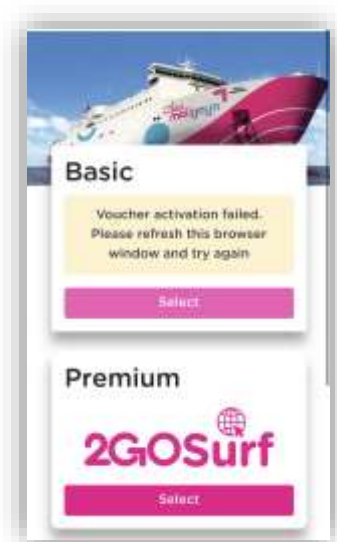 Basic
Voucher activation failed.
Please refresh this browser
window and try again
Select
Premium
2GOSurf
Select